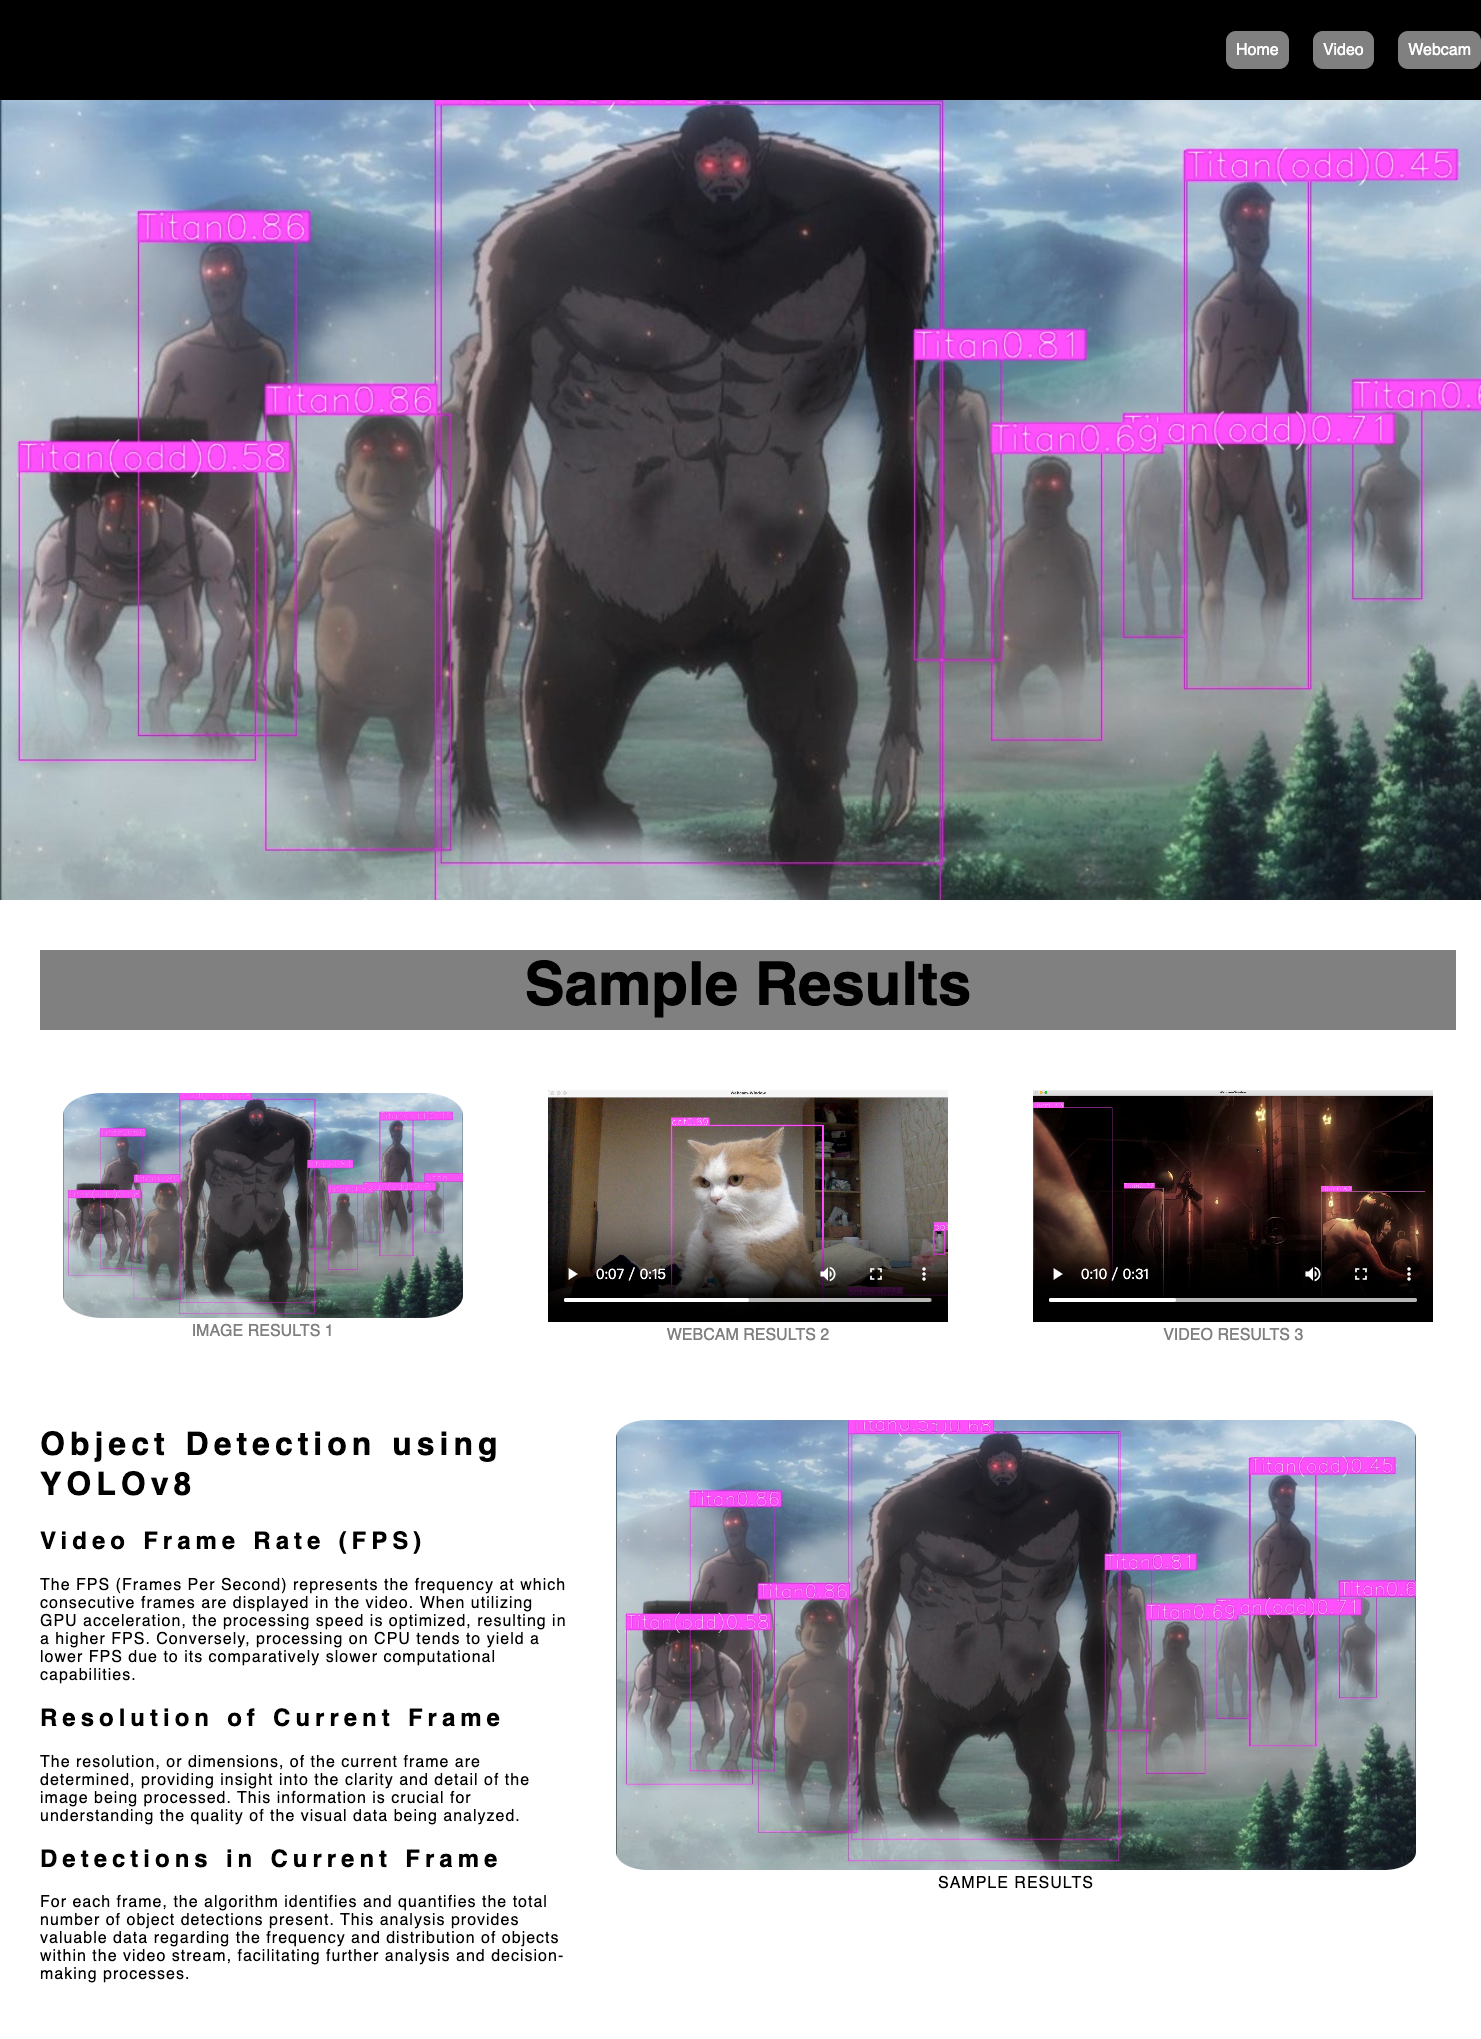 Home Video Webcam
Titan(odd)0.45
Titan0.86
Titan0.81
Titan0.86
Titan0.69
an(odd)0.71
Titan(odd)0.58
Sample Results
0:07 / 0:15
0:10 / 0:31
IMAGE RESULTS 1
WEBCAM RESULTS 2
VIDEO RESULTS 3
Object Detection using
YOLOv8
Video Frame Rate (FPS)
The FPS (Frames Per Second) represents the frequency at which
consecutive frames are displayed in the video. When utilizing
GPU acceleration, the processing speed is optimized, resulting in
a higher FPS. Conversely, processing on CPU tends to yield a
lower FPS due to its comparatively slower computational
capabilities.
Resolution of Current Frame
The resolution, or dimensions, of the current frame are
determined, providing insight into the clarity and detail of the
image being processed. This information is crucial for
understanding the quality of the visual data being analyzed.
Detections in Current Frame
For each frame, the algorithm identifies and quantifies the total
number of object detections present. This analysis provides
valuable data regarding the frequency and distribution of objects
within the video stream, facilitating further analysis and decision-
making processes.
Titan(odd)0.45
Titan0.86
Titan0.81
Titan0.86
Titan0.6
Titan0.69
an(odd)0.71
Titan(odd)0.58
SAMPLE RESULTS